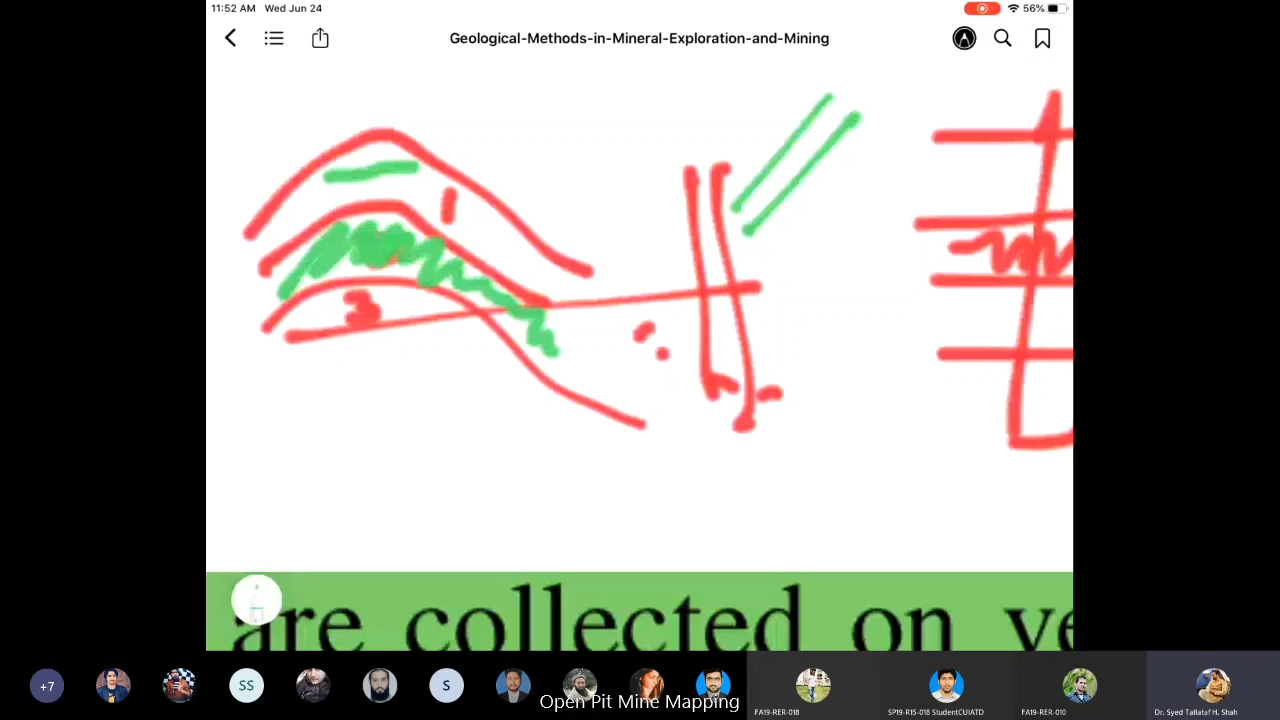 11:52 AM Wed Jun 24
56%
Geological-Methods-in-Mineral-Exploration-and-Mining
1
are collected on ve
+7
SS
S
Open Pit Mine Mapping
FA19-RER-018
SP19-R15-018 StudentCUIATD
FA19-RER-010
Dr. Syed Tallataf H. Shah